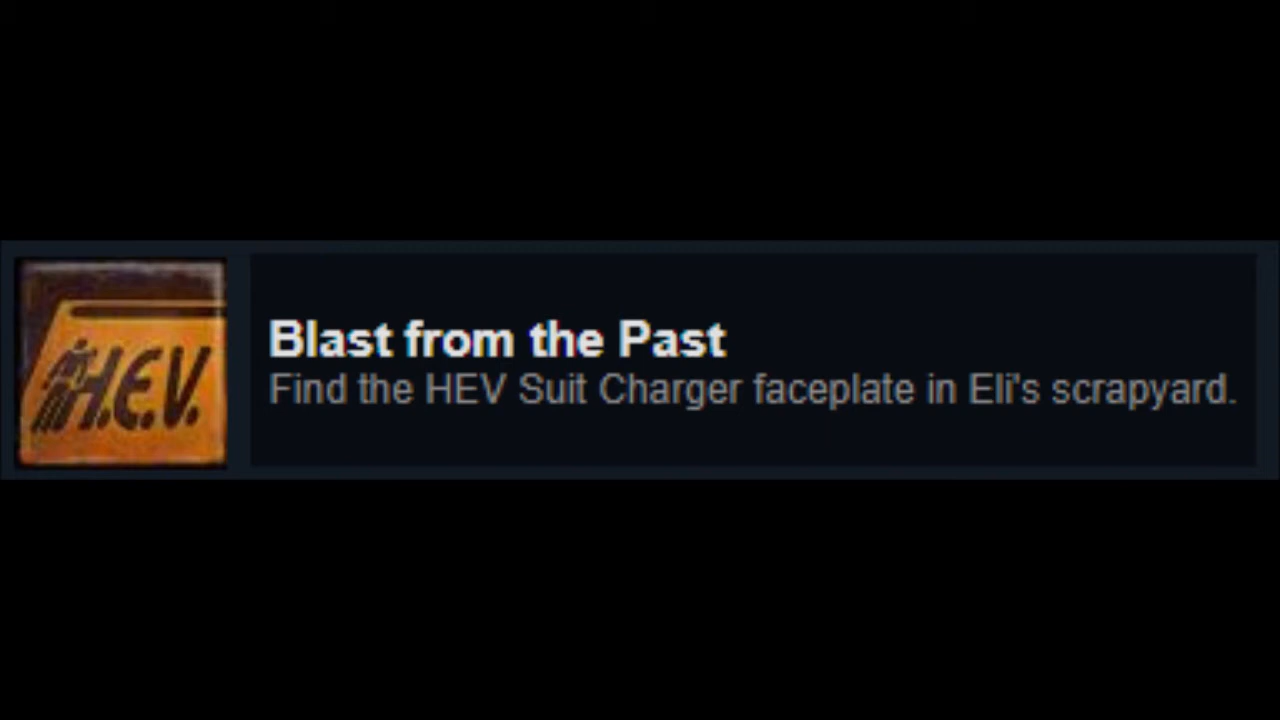 H.E.V.
Blast from the Past
Find the HEV Suit Charger faceplate in Eli's scrapyard.